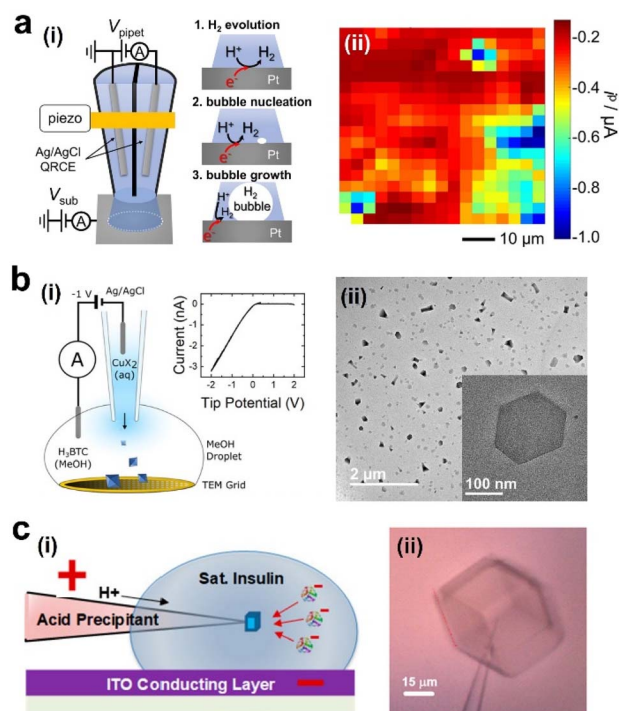 a
(i)
V_pipet
A
piezo
Ag/AgCl
QRCE
V_sub
A
1. H₂ evolution
H⁺
H₂
e⁻
Pt
2. bubble nucleation
H⁺
H₂
e⁻
Pt
3. bubble growth
H⁺
H₂
H₂
bubble
e⁻
Pt
(ii)
10 μm
-0.2
-0.4
-0.6
-0.8
-1.0
/ μA
b
(i)
-1 V
Ag/AgCl
A
CuX₂
(aq)
H₃BTC
(MeOH)
MeOH
Droplet
TEM Grid
Current (nA)
0
-1
-2
-3
-2 -1 0 1 2
Tip Potential (V)
(ii)
2 μm
100 nm
c
(i)
+
H+
Acid Precipitant
Sat. Insulin
ITO Conducting Layer
(ii)
15 μm